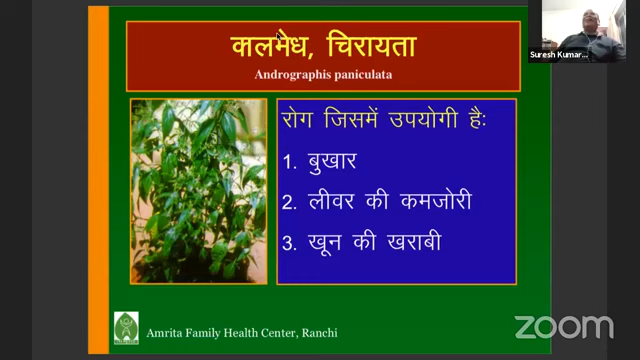 कालमेध, चिरायता
Andrographis paniculata
रोग जिसमें उपयोगी हैः
1. बुखार
2. लीवर की कमजोरी
3. खून की खराबी
Amrita Family Health Center, Ranchi
Suresh Kumar...
zoom